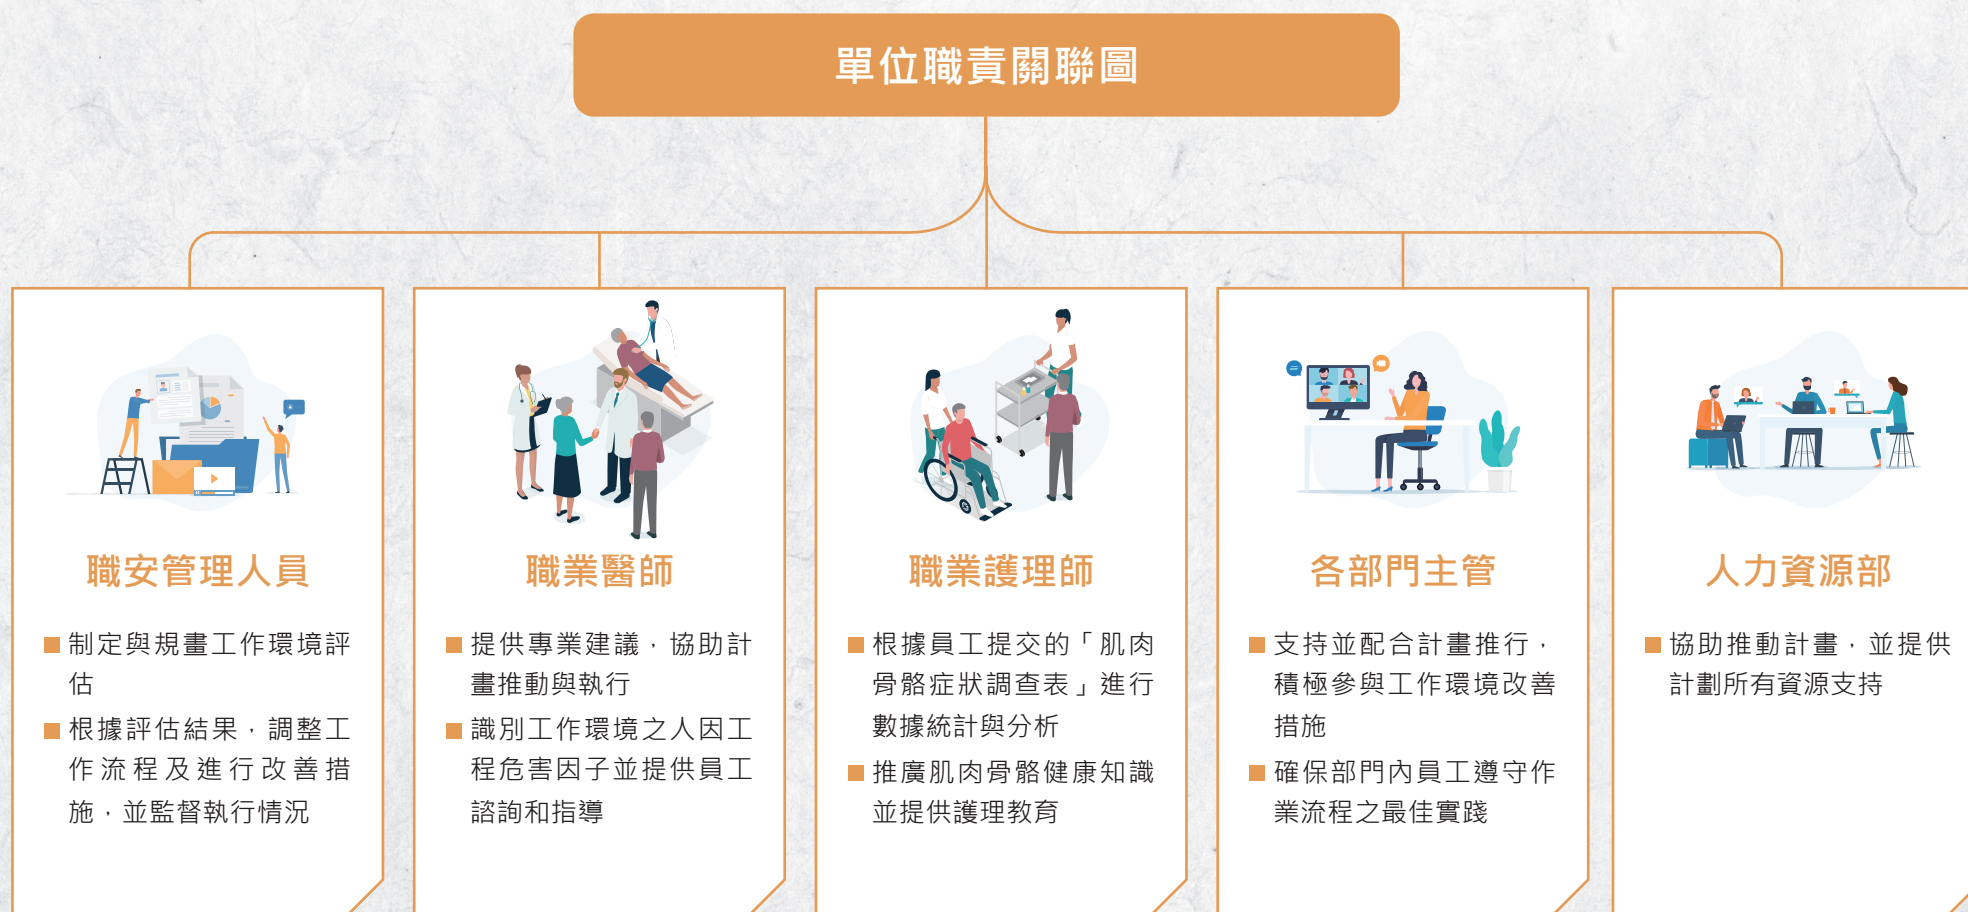 單位職責關聯圖
職安管理人員
■ 制定與規畫工作環境評
估
■ 根據評估結果，調整工
作流程及進行改善措
施，並監督執行情況
職業醫師
■ 提供專業建議，協助計
畫推動與執行
■ 識別工作環境之人因工
程危害因子並提供員工
諮詢和指導
職業護理師
■ 根據員工提交的「肌肉
骨骼症狀調查表」進行
數據統計與分析
■ 推廣肌肉骨骼健康知識
並提供護理教育
各部門主管
■ 支持並配合計畫推行，
積極參與工作環境改善
措施
■ 確保部門內員工遵守作
業流程之最佳實踐
人力資源部
■ 協助推動計畫，並提供
計劃所有資源支持